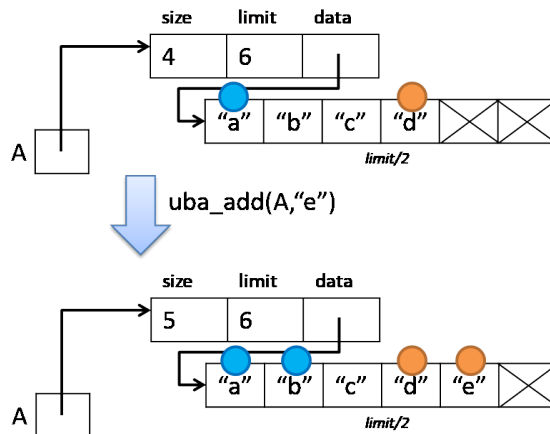 size limit data
4 6
"a" "b" "c" "d"
A
limit/2
uba_add(A,"e")
size limit data
5 6
"a" "b" "c" "d" "e"
A
limit/2